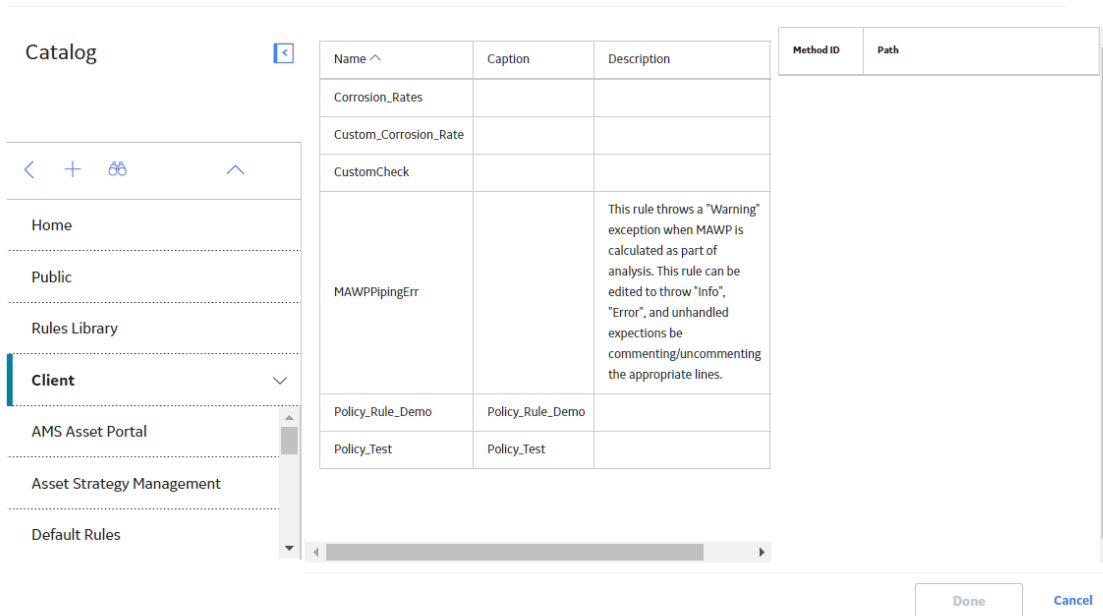 Catalog
Home
Public
Rules Library
Client
AMS Asset Portal
Asset Strategy Management
Default Rules
Name Caption Description
Corrosion_Rates
Custom_Corrosion_Rate
CustomCheck
MAWPPipingErr
This rule throws a "Warning"
exception when MAWP is
calculated as part of
analysis. This rule can be
edited to throw "Info",
"Error", and unhandled
expections be
commenting/uncommenting
the appropriate lines.
Policy_Rule_Demo Policy_Rule_Demo
Policy_Test Policy_Test
Method ID Path
Done Cancel